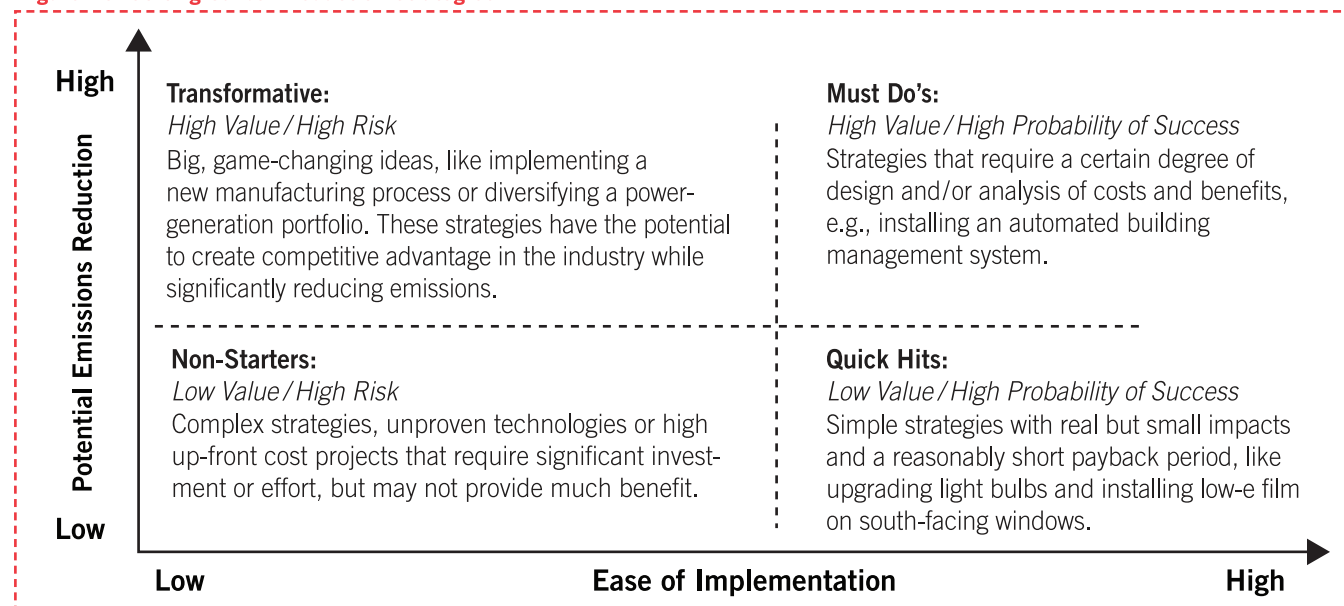 High
Transformative:
High Value / High Risk
Big, game-changing ideas, like implementing a
new manufacturing process or diversifying a power-
generation portfolio. These strategies have the potential
to create competitive advantage in the industry while
significantly reducing emissions.
Must Do's:
High Value / High Probability of Success
Strategies that require a certain degree of
design and/or analysis of costs and benefits,
e.g., installing an automated building
management system.
Potential Emissions Reduction
Non-Starters:
Low Value / High Risk
Complex strategies, unproven technologies or high
up-front cost projects that require significant invest-
ment or effort, but may not provide much benefit.
Quick Hits:
Low Value / High Probability of Success
Simple strategies with real but small impacts
and a reasonably short payback period, like
upgrading light bulbs and installing low-e film
on south-facing windows.
Low
Low
Ease of Implementation
High